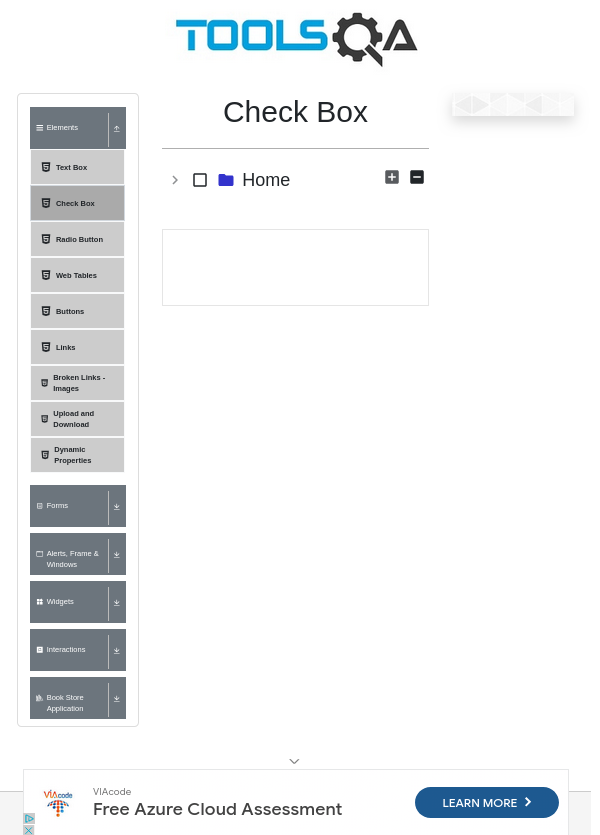 TOOLSQA
Elements
Text Box
Check Box
Radio Button
Web Tables
Buttons
Links
Broken Links -
Images
Upload and
Download
Dynamic
Properties
Forms
Alerts, Frame &
Windows
Widgets
Interactions
Book Store
Application
Check Box
Home
VIAcode
VIAcode
Free Azure Cloud Assessment
LEARN MORE